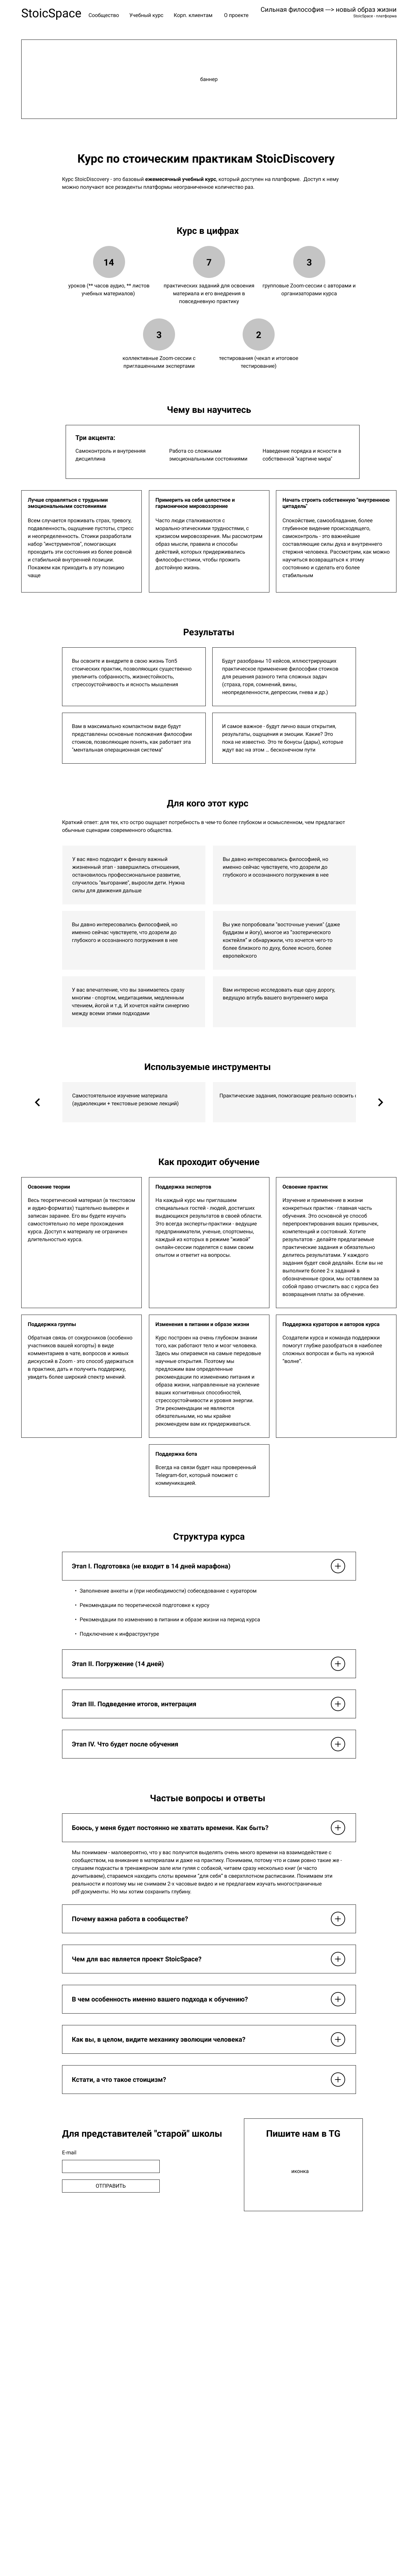 StoicSpace
Сообщество
Учебный курс
Корп. клиентам
О проекте
Сильная философия —> новый образ жизни
StoicSpace - платформа
баннер
Курс по стоическим практикам StoicDiscovery
Курс StoicDiscovery - это базовый ежемесячный учебный курс, который доступен на платформе.  Доступ к нему
можно получают все резиденты платформы неограниченное количество раз.
Курс в цифрах
14
уроков (** часов аудио, ** листов
учебных материалов)
7
практических заданий для освоения
материала и его внедрения в
повседневную практику
3
групповые Zoom-сессии с авторами и
организаторами курса
3
коллективные Zoom-сессии с
приглашенными экспертами
2
тестирования (чекап и итоговое
тестирование)
Чему вы научитесь
Три акцента:
Самоконтроль и внутренняя
дисциплина
Работа со сложными
эмоциональными состояниями
Наведение порядка и ясности в
собственной "картине мира"
Лучше справляться с трудными
эмоциональными состояниями
Всем случается проживать страх, тревогу,
подавленность, ощущение пустоты, стресс
и неопределенность. Стоики разработали
набор "инструментов", помогающих
проходить эти состояния из более ровной
и стабильной внутренней позиции.
Покажем как приходить в эту позицию
чаще
Примерить на себя целостное и
гармоничное мировоззрение
Часто люди сталкиваются с
морально-этическими трудностями, с
кризисом мировоззрения. Мы рассмотрим
образ мысли, правила и способы
действий, которых придерживались
философы-стоики, чтобы прожить
достойную жизнь.
Начать строить собственную "внутреннюю
цитадель"
Спокойствие, самообладание, более
глубинное видение происходящего,
самоконтроль - это важнейшие
составляющие силы духа и внутреннего
стержня человека. Рассмотрим, как можно
научиться возвращаться к этому
состоянию и сделать его более
стабильным
Результаты
Вы освоите и внедрите в свою жизнь Топ5
стоических практик, позволяющих существенно
увеличить собранность, жизнестойкость,
стрессоустойчивость и ясность мышления
Будут разобраны 10 кейсов, иллюстрирующих
практическое применение философии стоиков
для решения разного типа сложных задач
(страха, горя, сомнений, вины,
неопределенности, депрессии, гнева и др.)
Вам в максимально компактном виде будут
представлены основные положения философии
стоиков, позволяющие понять, как работает эта
"ментальная операционная система"
И самое важное - будут лично ваши открытия,
результаты, ощущения и эмоции. Какие? Это
пока не известно. Это те бонусы (дары), которые
ждут вас на этом … бесконечном пути
Для кого этот курс
Краткий ответ: для тех, кто остро ощущает потребность в чем-то более глубоком и осмысленном, чем предлагают
обычные сценарии современного общества.
У вас явно подходит к финалу важный
жизненный этап - завершились отношения,
остановилось профессиональное развитие,
случилось "выгорание", выросли дети. Нужна
силы для движения дальше
Вы давно интересовались философией, но
именно сейчас чувствуете, что дозрели до
глубокого и осознанного погружения в нее
Вы давно интересовались философией, но
именно сейчас чувствуете, что дозрели до
глубокого и осознанного погружения в нее
Вы уже попробовали "восточные учения" (даже
буддизм и йогу), многое из "эзотерического
коктейля" и обнаружили, что хочется чего-то
более близкого по духу, более ясного, более
европейского
У вас впечатление, что вы занимаетесь сразу
многим - спортом, медитациями, медленным
чтением, йогой и т.д. И хочется найти синергию
между всеми этими подходами
Вам интересно исследовать еще одну дорогу,
ведущую вглубь вашего внутреннего мира
Используемые инструменты
Самостоятельное изучение материала
(аудиолекции + текстовые резюме лекций)
Практические задания, помогающие реально освоить
Как проходит обучение
Освоение теории
Весь теоретический материал (в текстовом
и аудио-форматах) тщательно выверен и
записан заранее. Его вы будете изучать
самостоятельно по мере прохождения
курса. Доступ к материалу не ограничен
длительностью курса.
Поддержка экспертов
На каждый курс мы приглашаем
специальных гостей - людей, достигших
выдающихся результатов в своей области.
Это всегда эксперты-практики - ведущие
предприниматели, ученые, спортсмены,
каждый из которых в режиме "живой"
онлайн-сессии поделятся с вами своим
опытом и ответит на вопросы.
Освоение практик
Изучение и применение в жизни
конкретных практик - главная часть
обучения. Это основной уе способ
перепроектирования ваших привычек,
компетенций и состояний. Хотите
результатов - делайте предлагаемые
практические задания и обязательно
делитесь результатами. У каждого
задания будет свой дедлайн. Если вы не
выполните более 2-х заданий в
обозначенные сроки, мы оставляем за
собой право отчислить вас с курса без
возвращения платы за обучение.
Поддержка группы
Обратная связь от сокурсников (особенно
участников вашей когорты) в виде
комментариев в чате, вопросов и живых
дискуссий в Zoom - это способ удержаться
в практике, дать и получить поддержку,
увидеть более широкий спектр мнений.
Изменения в питании и образе жизни
Курс построен на очень глубоком знании
того, как работают тело и мозг человека.
Здесь мы опираемся на самые передовые
научные открытия. Поэтому мы
предложим вам определенные
рекомендации по изменению питания и
образа жизни, направленные на усиление
ваших когнитивных способностей,
стрессоустойчивости и уровня энергии.
Эти рекомендации не являются
обязательными, но мы крайне
рекомендуем вам их придерживаться.
Поддержка кураторов и авторов курса
Создатели курса и команда поддержки
помогут глубже разобраться в наиболее
сложных вопросах и быть на нужной
"волне".
Поддержка бота
Всегда на связи будет наш проверенный
Telegram-бот, который поможет с
коммуникацией.
Структура курса
Этап I. Подготовка (не входит в 14 дней марафона)
• Заполнение анкеты и (при необходимости) собеседование с куратором
• Рекомендации по теоретической подготовке к курсу
• Рекомендации по изменению в питании и образе жизни на период курса
• Подключение к инфраструктуре
Этап II. Погружение (14 дней)
Этап III. Подведение итогов, интеграция
Этап IV. Что будет после обучения
Частые вопросы и ответы
Боюсь, у меня будет постоянно не хватать времени. Как быть?
Мы понимаем - маловероятно, что у вас получится выделять очень много времени на взаимодействие с
сообществом, на вникание в материалам и даже на практику. Понимаем, потому что и сами ровно такие же -
слушаем подкасты в тренажерном зале или гуляя с собакой, читаем сразу несколько книг (и часто
дочитываем), стараемся находить слоты времени "для себя" в сверхплотном расписании. Понимаем эти
реальности и поэтому мы не снимаем 2-х часовые видео и не предлагаем изучать многостраничные
pdf-документы. Но мы хотим сохранить глубину.
Почему важна работа в сообществе?
Чем для вас является проект StoicSpace?
В чем особенность именно вашего подхода к обучению?
Как вы, в целом, видите механику эволюции человека?
Кстати, а что такое стоицизм?
Для представителей "старой" школы
E-mail
ОТПРАВИТЬ
Пишите нам в TG
иконка